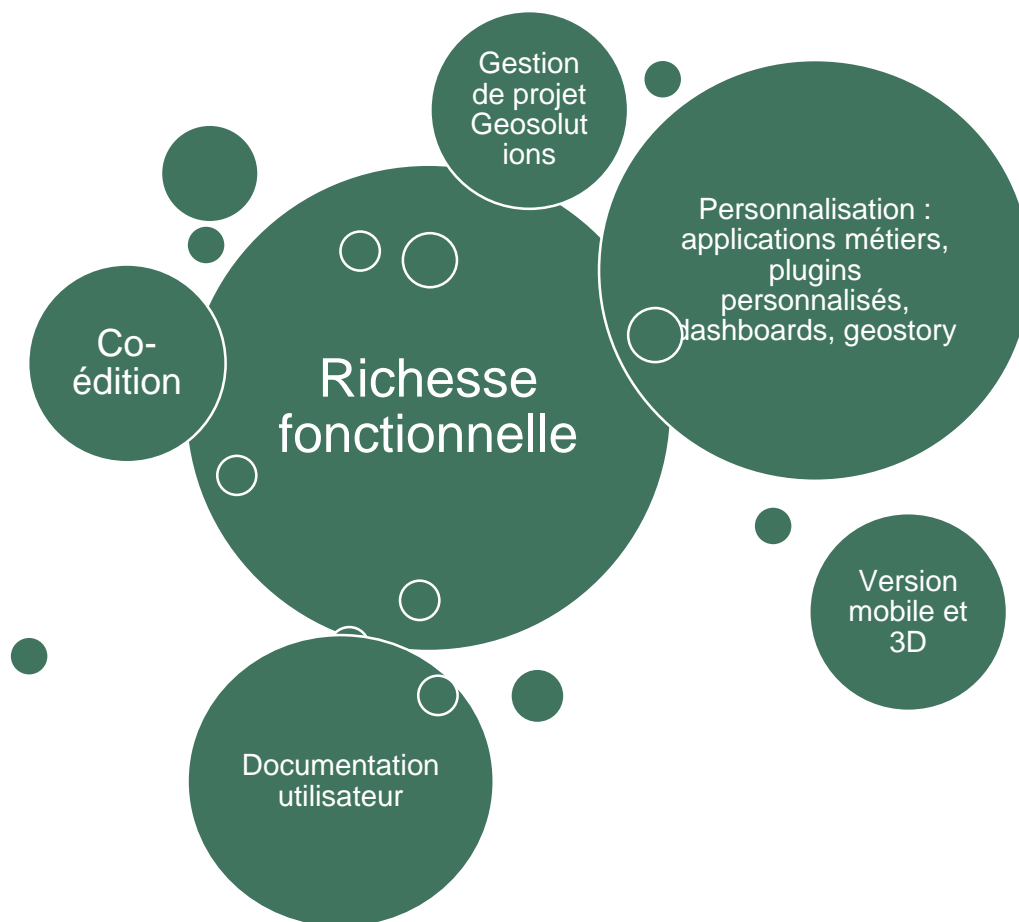 Gestion
de projet
Geosolut
ions
Personnalisation :
applications métiers,
plugins
personnalisés,
dashboards, geostory
Co-
édition
Richesse
fonctionnelle
Version
mobile et
3D
Documentation
utilisateur